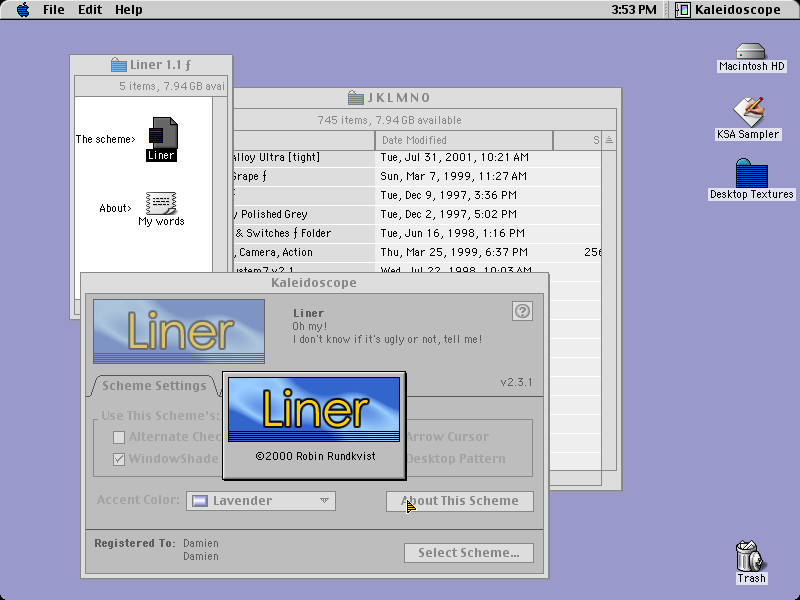 File Edit Help
3:53 PM
Kaleidoscope
Liner 1.1 ƒ
5 items, 7.94 GB avai
The scheme>
Liner
About>
My words
JKLMNO
745 items, 7.94 GB available
Date Modified
S
Alloy Ultra [tight] Tue, Jul 31, 2001, 10:21 AM
Grape ƒ Sun, Mar 7, 1999, 11:27 AM
Tue, Dec 9, 1997, 3:36 PM
y Polished Grey Tue, Dec 2, 1997, 5:02 PM
& Switches ƒ Folder Tue, Jun 16, 1998, 1:16 PM
, Camera, Action Thu, Mar 25, 1999, 6:37 PM 256
Wed, Jul 22, 1998, 10:03 AM
Macintosh HD
KSA Sampler
Desktop Textures
Trash
Kaleidoscope
Liner
Liner
Oh my!
I don't know if it's ugly or not, tell me!
v2.3.1
Scheme Settings
Use This Scheme's:
Alternate Chec
Arrow Cursor
WindowShade
Desktop Pattern
Liner
©2000 Robin Rundkvist
Accent Color: Lavender
About This Scheme
Registered To: Damien
Damien
Select Scheme...